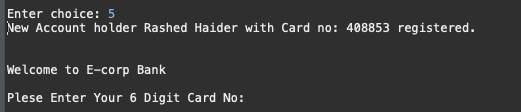 Enter choice: 5
New Account holder Rashed Haider with Card no: 408853 registered.
Welcome to E-corp Bank
Plese Enter Your 6 Digit Card No: